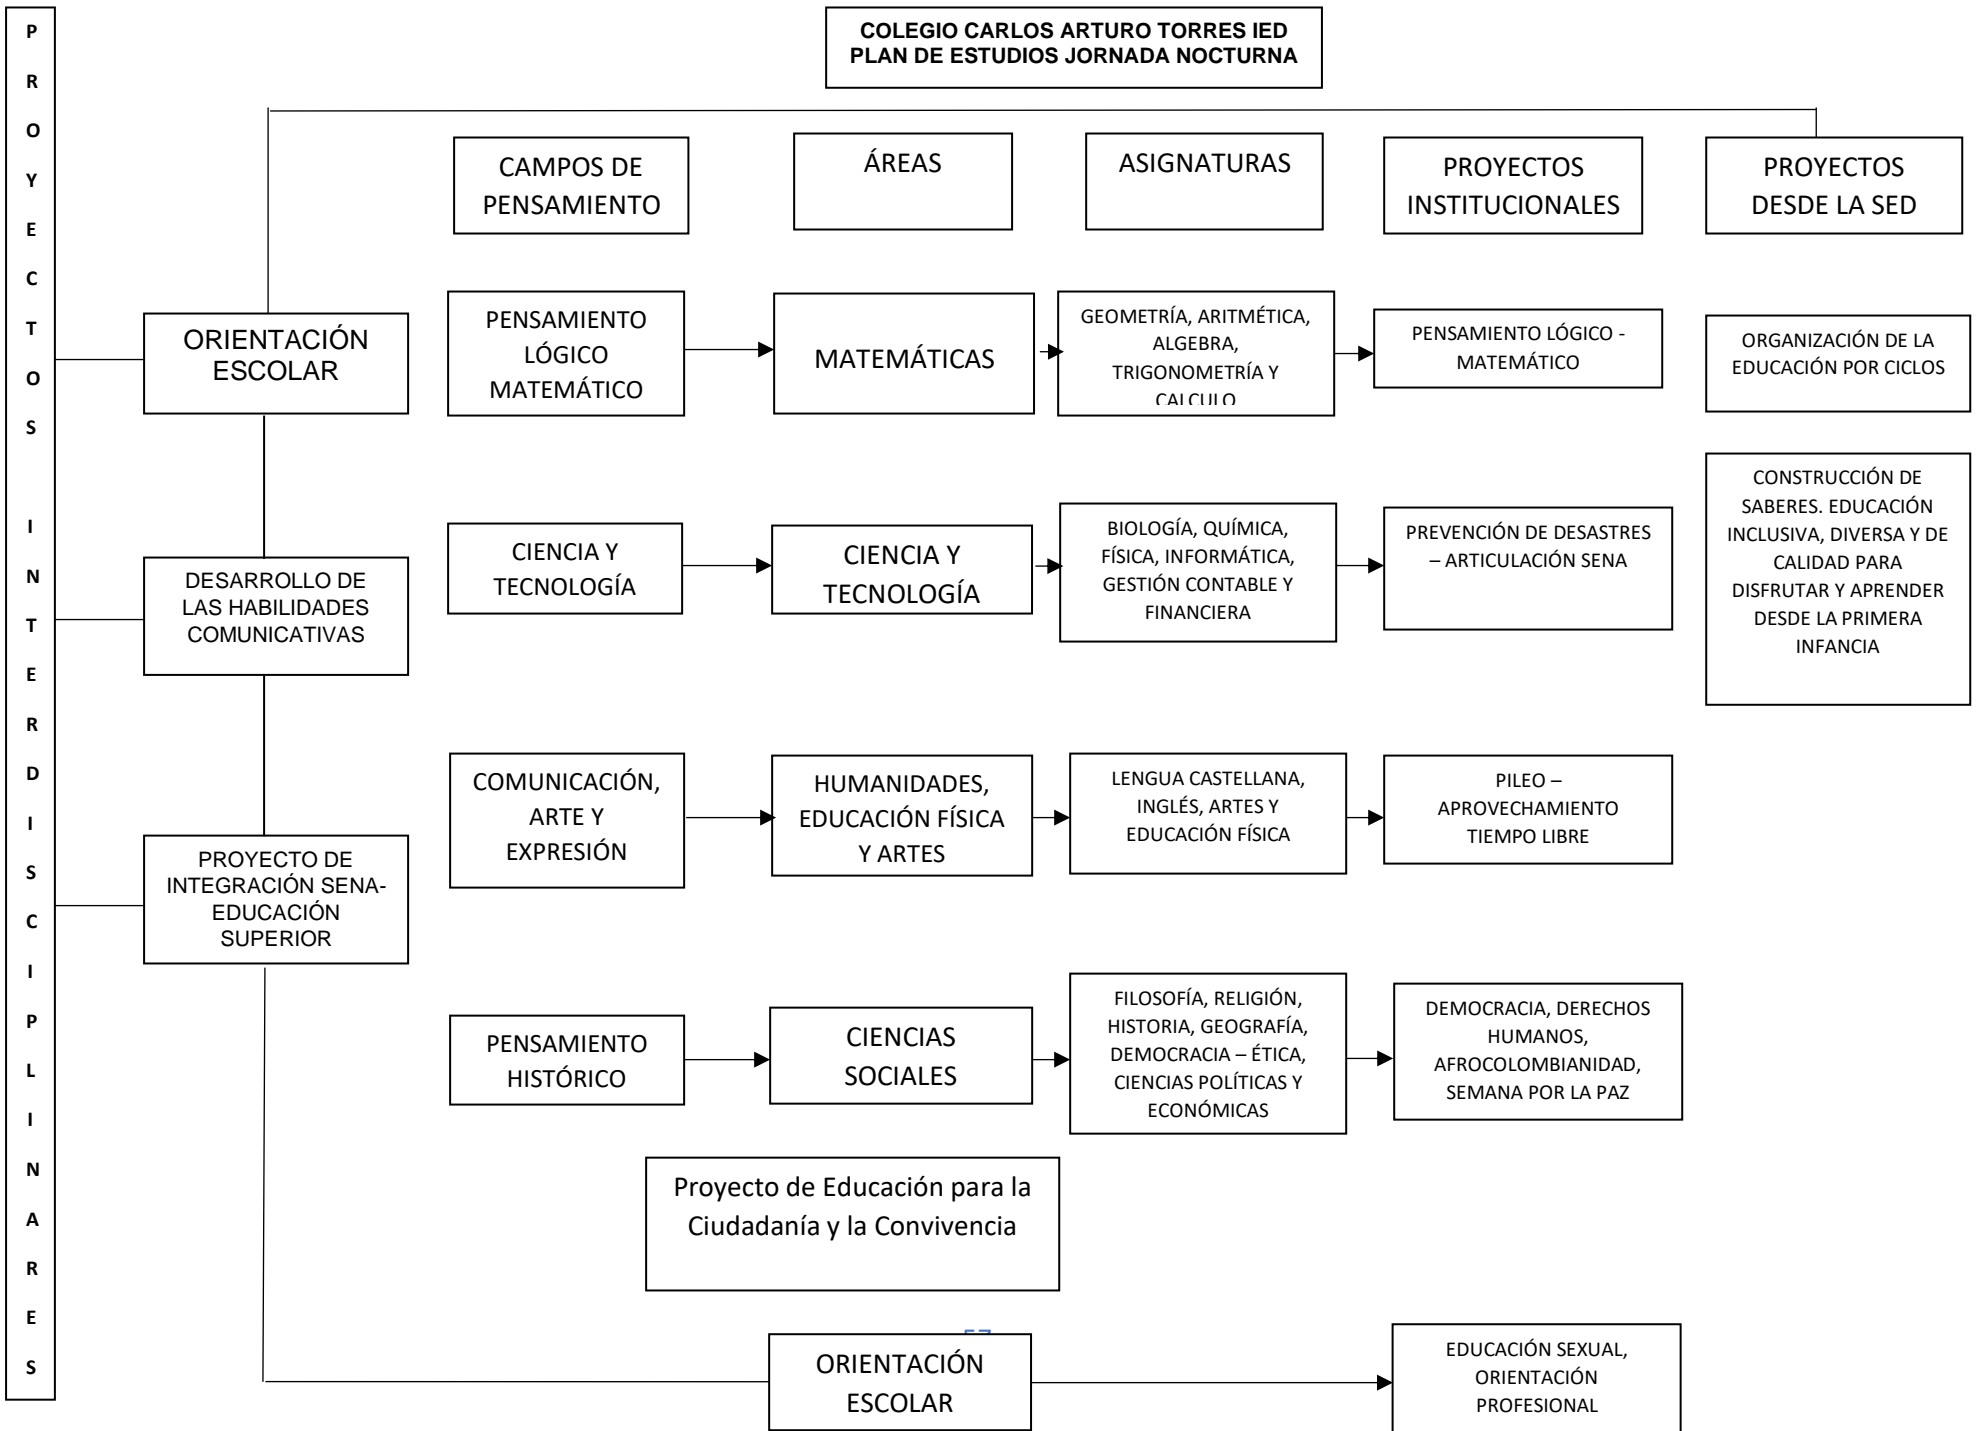 PROYECTOS INTERDISCIPLINARES
COLEGIO CARLOS ARTURO TORRES IED
PLAN DE ESTUDIOS JORNADA NOCTURNA
CAMPOS DE
PENSAMIENTO
ÁREAS
ASIGNATURAS
PROYECTOS
INSTITUCIONALES
PROYECTOS
DESDE LA SED
ORIENTACIÓN
ESCOLAR
PENSAMIENTO
LÓGICO
MATEMÁTICO
MATEMÁTICAS
GEOMETRÍA, ARITMÉTICA,
ALGEBRA,
TRIGONOMETRÍA Y
CALCULO
PENSAMIENTO LÓGICO -
MATEMÁTICO
ORGANIZACIÓN DE LA
EDUCACIÓN POR CICLOS
DESARROLLO DE
LAS HABILIDADES
COMUNICATIVAS
CIENCIA Y
TECNOLOGÍA
CIENCIA Y
TECNOLOGÍA
BIOLOGÍA, QUÍMICA,
FÍSICA, INFORMÁTICA,
GESTIÓN CONTABLE Y
FINANCIERA
PREVENCIÓN DE DESASTRES
– ARTICULACIÓN SENA
CONSTRUCCIÓN DE
SABERES. EDUCACIÓN
INCLUSIVA, DIVERSA Y DE
CALIDAD PARA
DISFRUTAR Y APRENDER
DESDE LA PRIMERA
INFANCIA
PROYECTO DE
INTEGRACIÓN SENA-
EDUCACIÓN
SUPERIOR
COMUNICACIÓN,
ARTE Y
EXPRESIÓN
HUMANIDADES,
EDUCACIÓN FÍSICA
Y ARTES
LENGUA CASTELLANA,
INGLÉS, ARTES Y
EDUCACIÓN FÍSICA
PILEO –
APROVECHAMIENTO
TIEMPO LIBRE
PENSAMIENTO
HISTÓRICO
CIENCIAS
SOCIALES
FILOSOFÍA, RELIGIÓN,
HISTORIA, GEOGRAFÍA,
DEMOCRACIA – ÉTICA,
CIENCIAS POLÍTICAS Y
ECONÓMICAS
DEMOCRACIA, DERECHOS
HUMANOS,
AFROCOLOMBIANIDAD,
SEMANA POR LA PAZ
Proyecto de Educación para la
Ciudadanía y la Convivencia
ORIENTACIÓN
ESCOLAR
EDUCACIÓN SEXUAL,
ORIENTACIÓN
PROFESIONAL